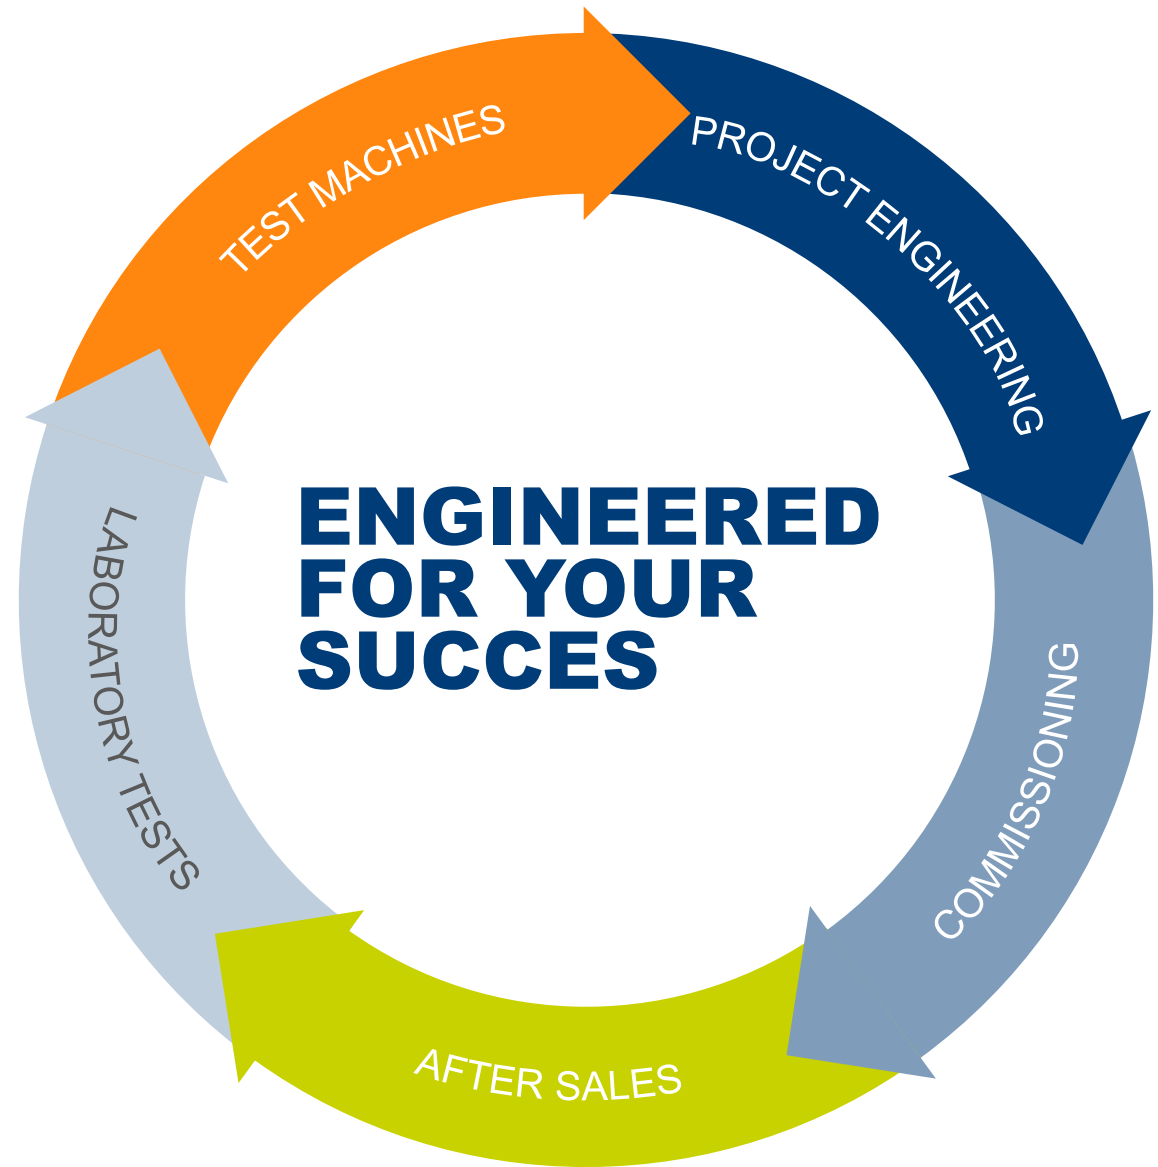 TEST MACHINES
PROJECT ENGINEERING
COMMISSIONING
AFTER SALES
LABORATORY TESTS
ENGINEERED
FOR YOUR
SUCCES